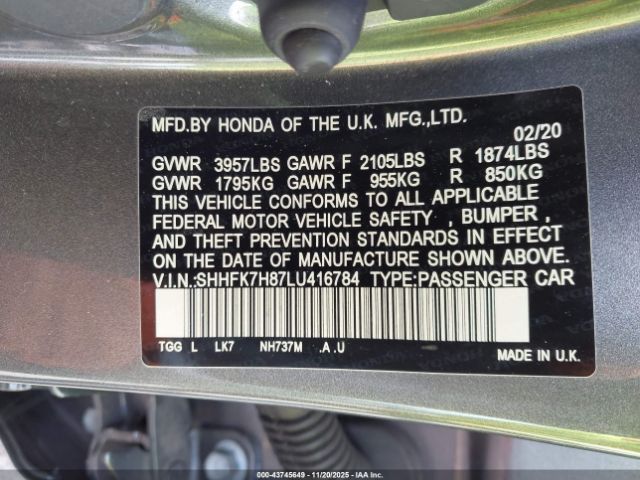 MFD.BY HONDA OF THE U.K. MFG.,LTD.
02/20
GVWR 3957LBS GAWR F 2105LBS R 1874LBS
GVWR 1795KG GAWR F 955KG R 850KG
THIS VEHICLE CONFORMS TO ALL APPLICABLE
FEDERAL MOTOR VEHICLE SAFETY , BUMPER ,
AND THEFT PREVENTION STANDARDS IN EFFECT
ON THE DATE OF MANUFACTURE SHOWN ABOVE.
V.I.N.:SHHFK7H87LU416784 TYPE:PASSENGER CAR
TGG L LK7 NH737M .A .U
MADE IN U.K.
000-43745649 - 11/20/2025 - ©IAAI, Inc.